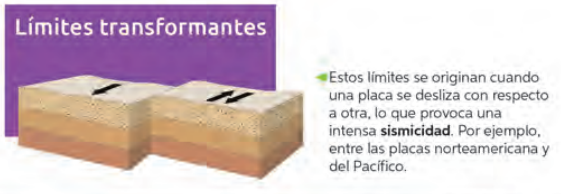 Límites transformantes
Estos límites se originan cuando
una placa se desliza con respecto
a otra, lo que provoca una
intensa sismicidad. Por ejemplo,
entre las placas norteamericana y
del Pacífico.